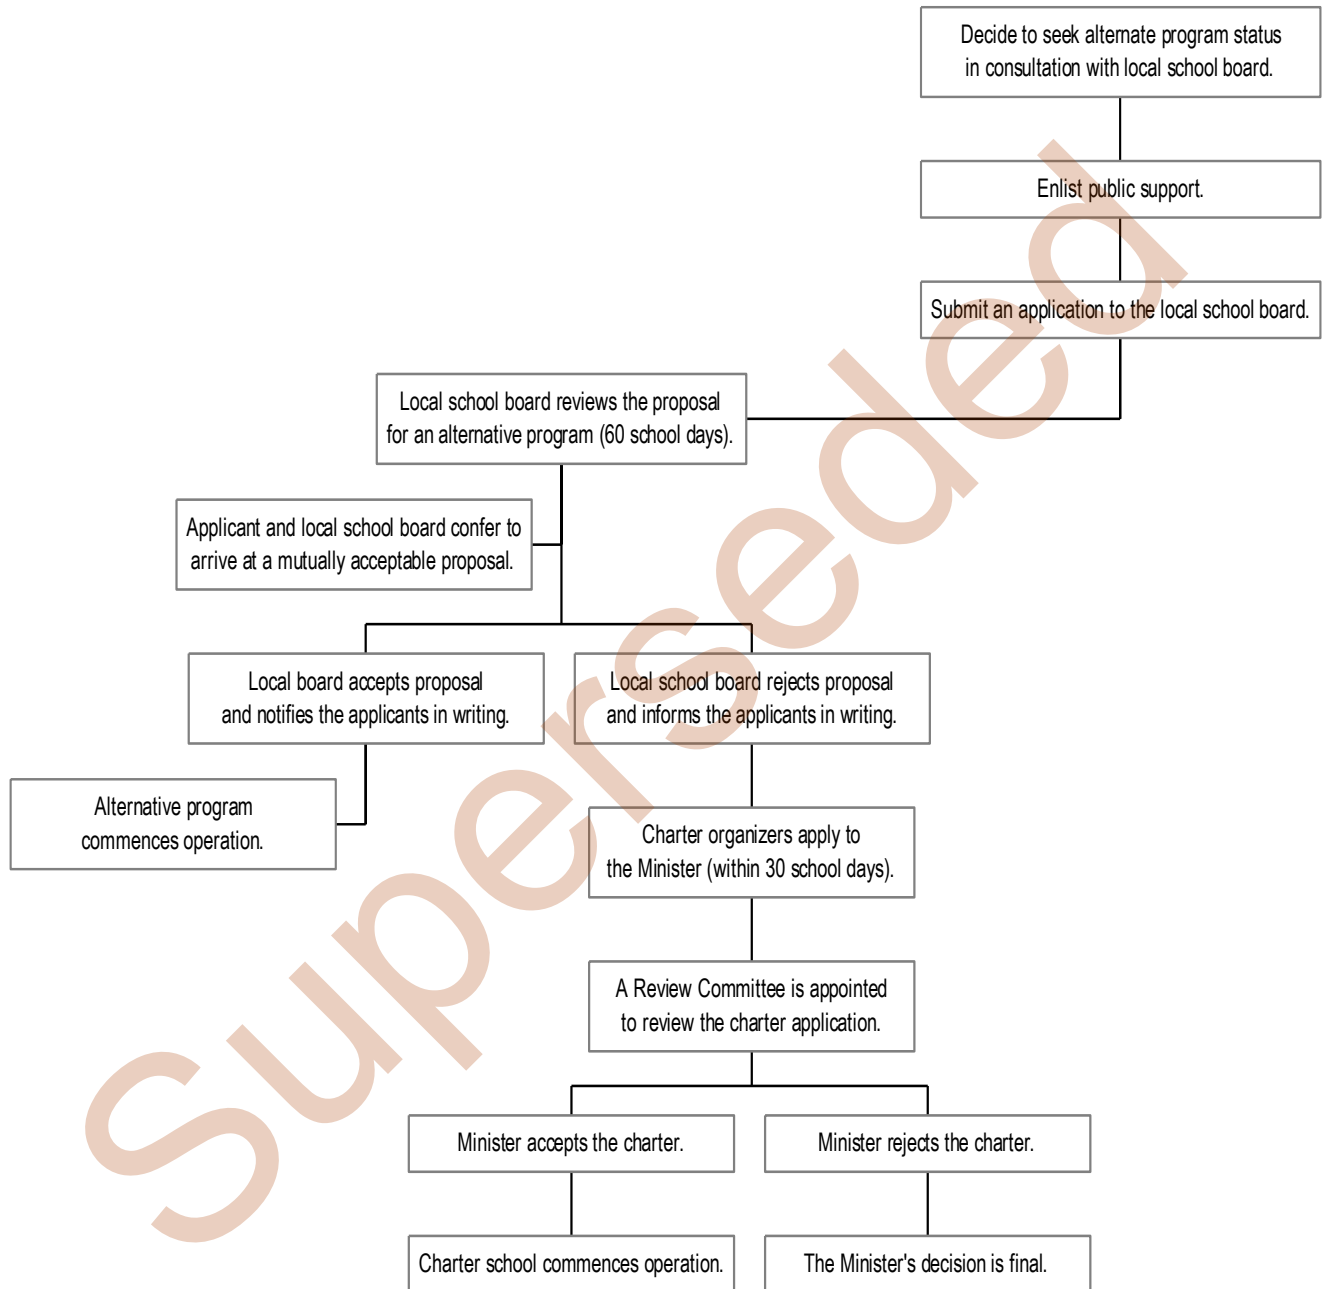 Decide to seek alternate program status
in consultation with local school board.
Enlist public support.
Submit an application to the local school board.
Local school board reviews the proposal
for an alternative program (60 school days).
Applicant and local school board confer to
arrive at a mutually acceptable proposal.
Local board accepts proposal
and notifies the applicants in writing.
Local school board rejects proposal
and informs the applicants in writing.
Alternative program
commences operation.
Charter organizers apply to
the Minister (within 30 school days).
A Review Committee is appointed
to review the charter application.
Minister accepts the charter.
Minister rejects the charter.
Charter school commences operation.
The Minister's decision is final.
Superseded